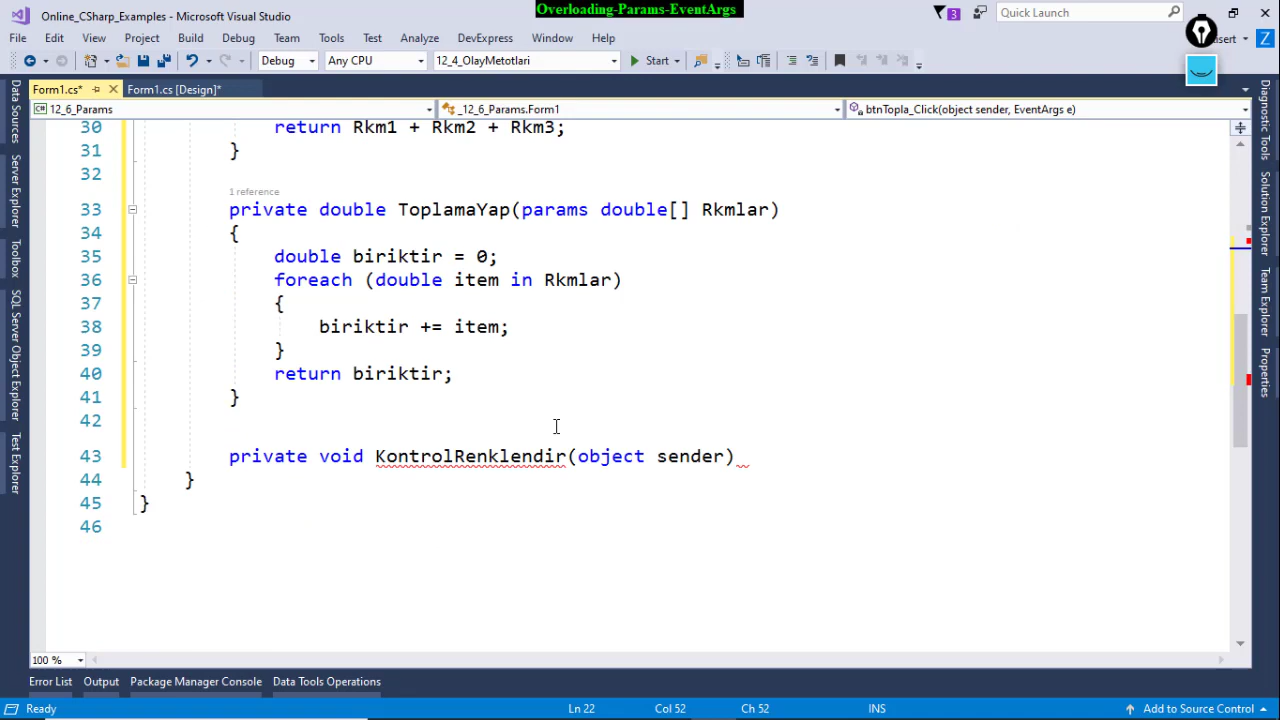 Overloading-Params-EventArgs
Online_CSharp_Examples - Microsoft Visual Studio
3
Quick Launch
File Edit View Project Build Debug Team Tools Test Analyze DevExpress Window Help
sert Z
Debug Any CPU 12_4_OlayMetotlari Start
Form1.cs* Form1.cs [Design]*
12_6_Params _12_6_Params.Form1 btnTopla_Click(object sender, EventArgs e)
30 return Rkm1 + Rkm2 + Rkm3;
31 }
32
1 reference
33 private double ToplamaYap(params double[] Rkmlar)
34 {
35 double biriktir = 0;
36 foreach (double item in Rkmlar)
37 {
38 biriktir += item;
39 }
40 return biriktir;
41 }
42
43 private void KontrolRenklendir(object sender)
44 }
45 }
46
Data Sources
Server Explorer
Toolbox
SQL Server Object Explorer
Test Explorer
Diagnostic Tools
Solution Explorer
Team Explorer
Properties
100 %
Error List Output Package Manager Console Data Tools Operations
Ready Ln 22 Col 52 Ch 52 INS Add to Source Control